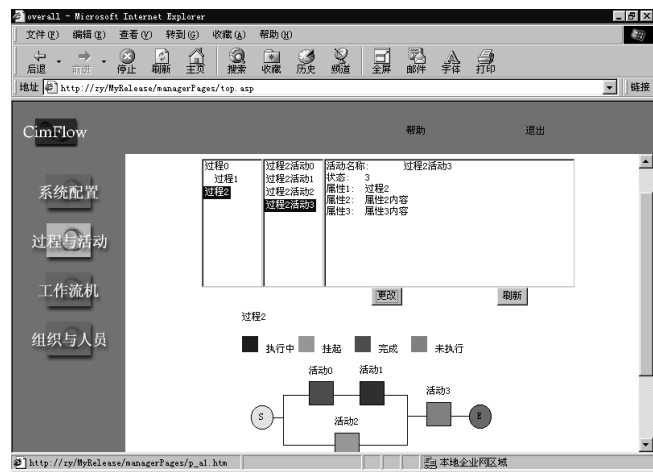 overall - Microsoft Internet Explorer
文件(F) 编辑(E) 查看(V) 转到(G) 收藏(A) 帮助(H)
后退 前进 停止 刷新 主页 搜索 收藏 历史 频道 全屏 邮件 字体 打印
地址 http://zy/MyRelease/managerPages/top.asp 链接
CimFlow 帮助 退出
系统配置
过程与活动
工作流机
组织与人员
过程0
过程1
过程2
过程2活动0
过程2活动1
过程2活动2
过程2活动3
活动名称: 过程2活动3
状态: 3
属性1: 过程2
属性2: 属性2内容
属性3: 属性3内容
更改 刷新
过程2
执行中 挂起 完成 未执行
活动0 活动1
活动3
S E
活动2
http://zy/MyRelease/managerPages/p_a1.htm 本地企业网区域